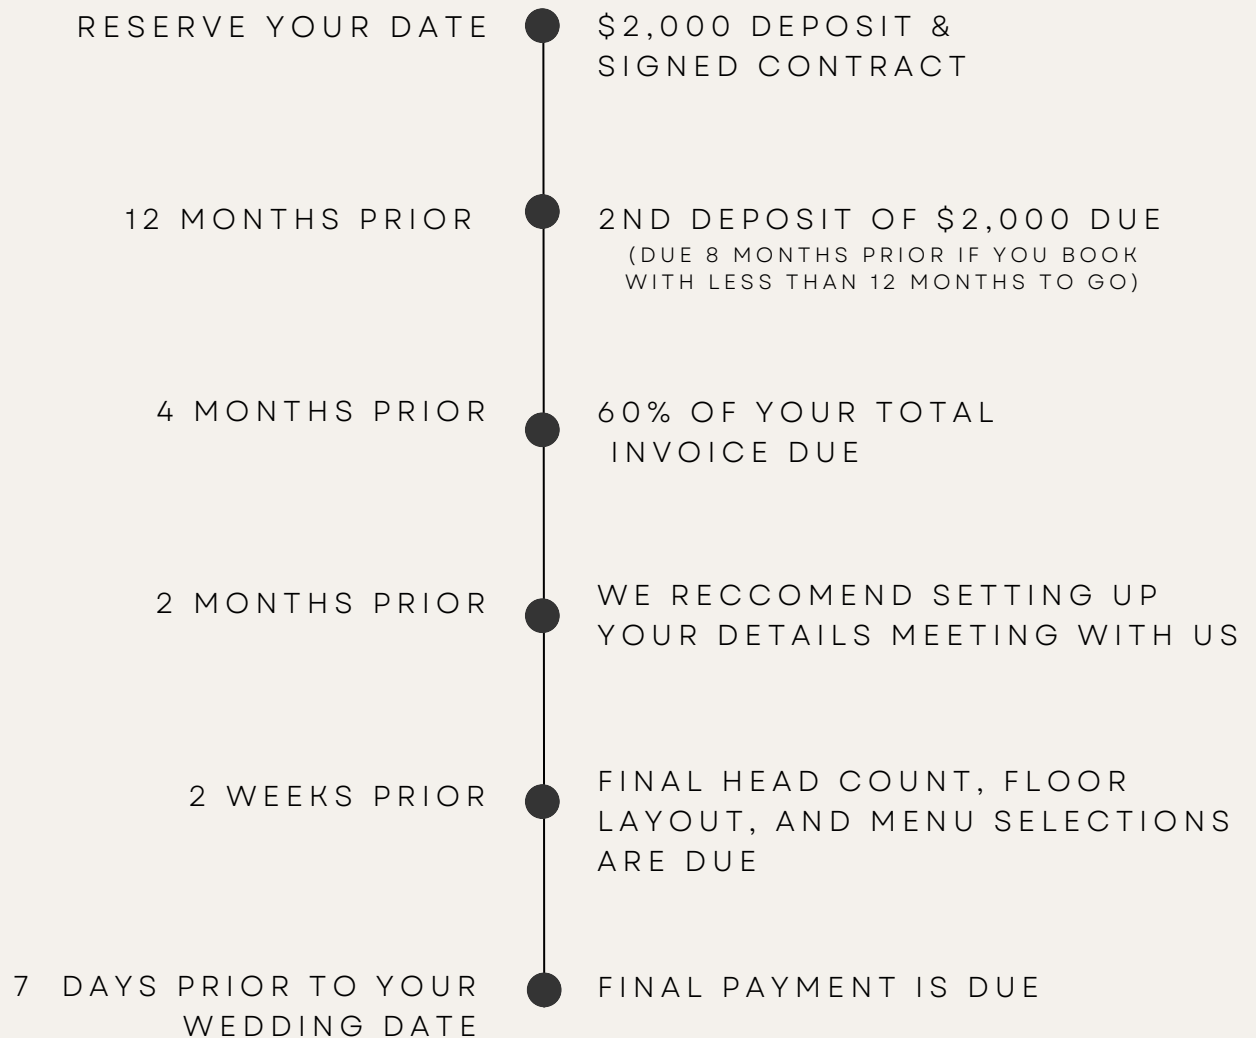 RESERVE YOUR DATE
$2,000 DEPOSIT &
SIGNED CONTRACT
12 MONTHS PRIOR
2ND DEPOSIT OF $2,000 DUE
(DUE 8 MONTHS PRIOR IF YOU BOOK
WITH LESS THAN 12 MONTHS TO GO)
4 MONTHS PRIOR
60% OF YOUR TOTAL
INVOICE DUE
2 MONTHS PRIOR
WE RECCOMEND SETTING UP
YOUR DETAILS MEETING WITH US
2 WEEKS PRIOR
FINAL HEAD COUNT, FLOOR
LAYOUT, AND MENU SELECTIONS
ARE DUE
7 DAYS PRIOR TO YOUR
WEDDING DATE
FINAL PAYMENT IS DUE